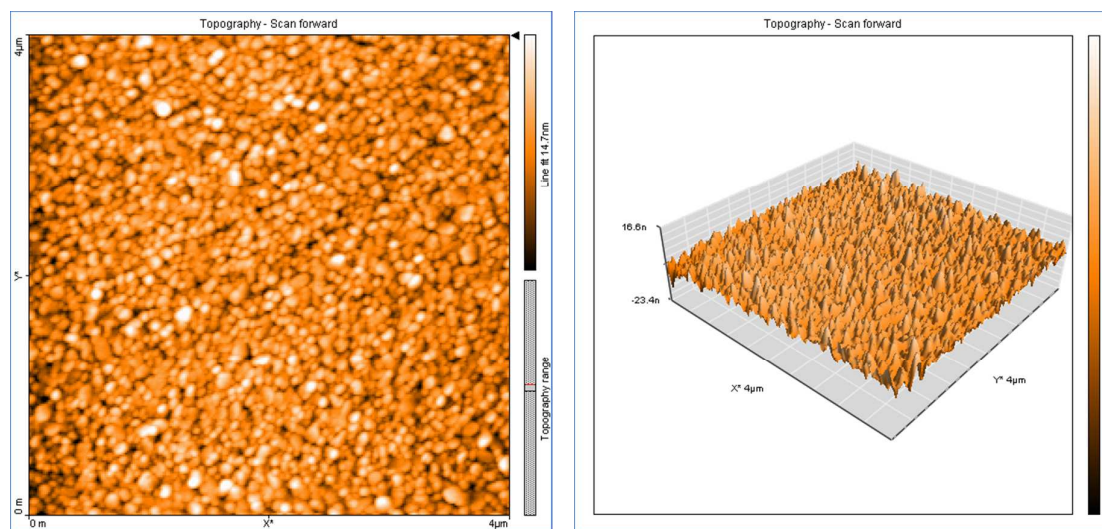 Topography - Scan forward
4µm
Line fit 14.7nm
Y*
Topography range
0 m
0 m
X*
4µm
Topography - Scan forward
16.6n
-23.4n
X* 4µm
Y* 4µm